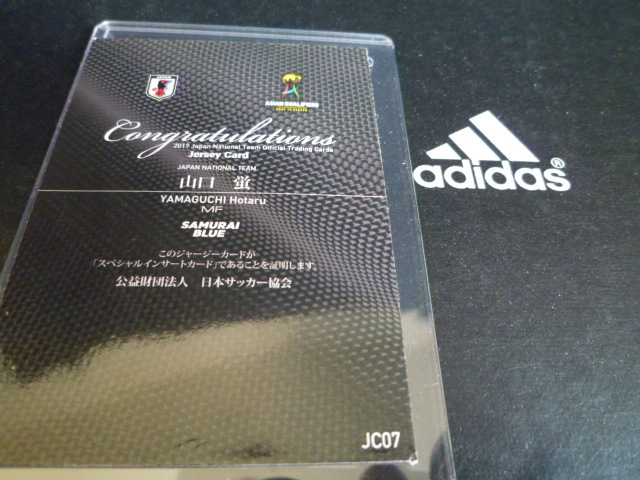 JAPAN
ASIAN QUALIFIERS
Congratulations
2017 Japan National Team Official Trading Cards
Jersey Card
JAPAN NATIONAL TEAM
山口 蛍
YAMAGUCHI Hotaru
MF
SAMURAI
BLUE
このジャージーカードが
「スペシャルインサートカード」であることを証明します
公益財団法人 日本サッカー協会
JC07
adidas®